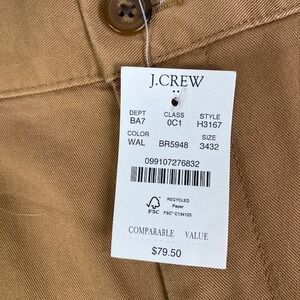 J.CREW
DEPT CLASS STYLE
BA7 0C1 H3167
COLOR SIZE
WAL BR5948 3432
099107276832
RECYCLED
Paper
FSC FSC® C134125
COMPARABLE VALUE
$79.50